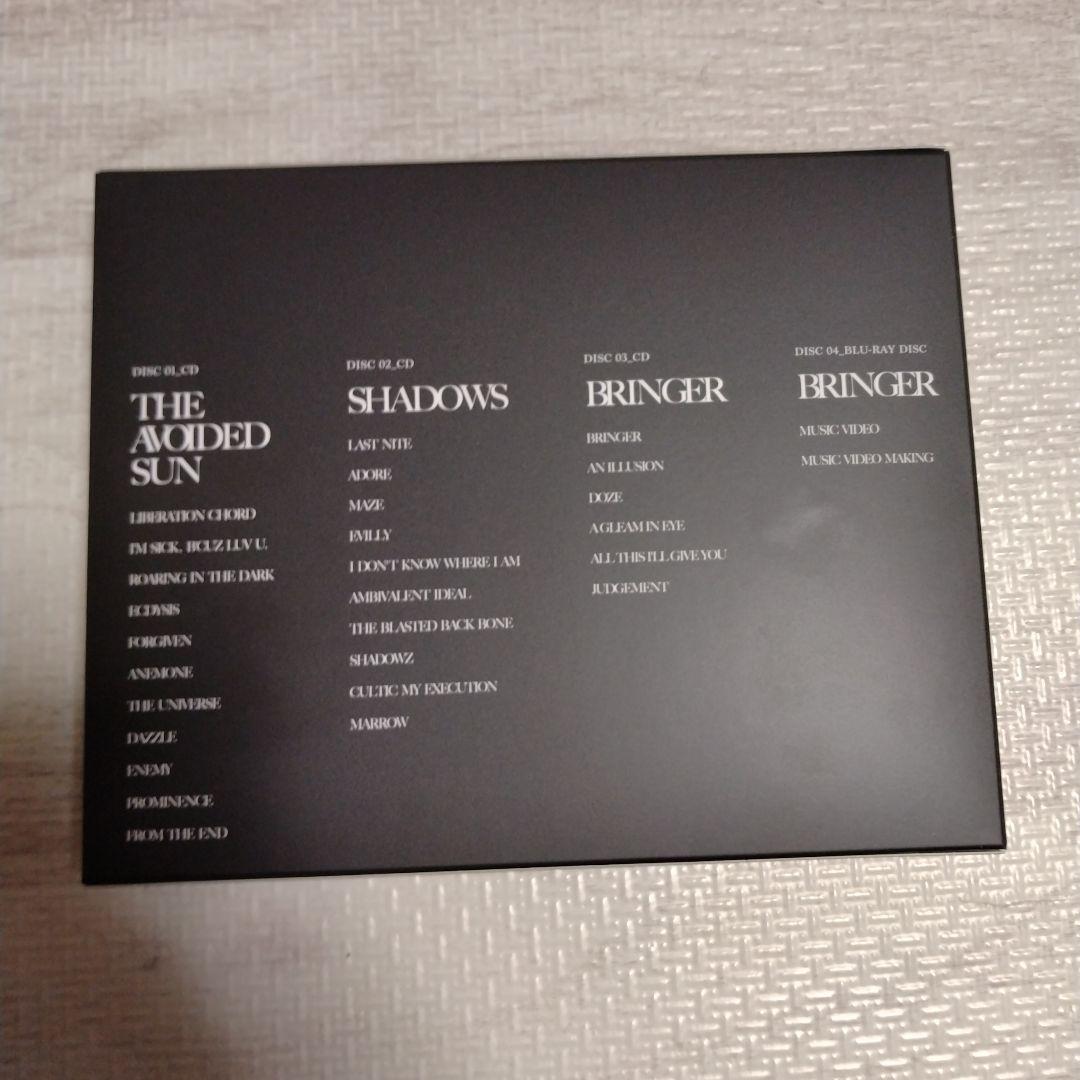 DISC 01_CD
THE
AVOIDED
SUN
LIBERATION CHORD
I'M SICK. B'CUZ I LUV U.
ROARING IN THE DARK
ECDYSIS
FORGIVEN
ANEMONE
THE UNIVERSE
DAZZLE
ENEMY
PROMINENCE
FROM THE END
DISC 02_CD
SHADOWS
LAST NITE
ADORE
MAZE
EVILLY
I DON'T KNOW WHERE I AM
AMBIVALENT IDEAL
THE BLASTED BACK BONE
SHADOWZ
CULTIC MY EXECUTION
MARROW
DISC 03_CD
BRINGER
BRINGER
AN ILLUSION
DOZE
A GLEAM IN EYE
ALL THIS I'LL GIVE YOU
JUDGEMENT
DISC 04_BLU-RAY DISC
BRINGER
MUSIC VIDEO
MUSIC VIDEO MAKING